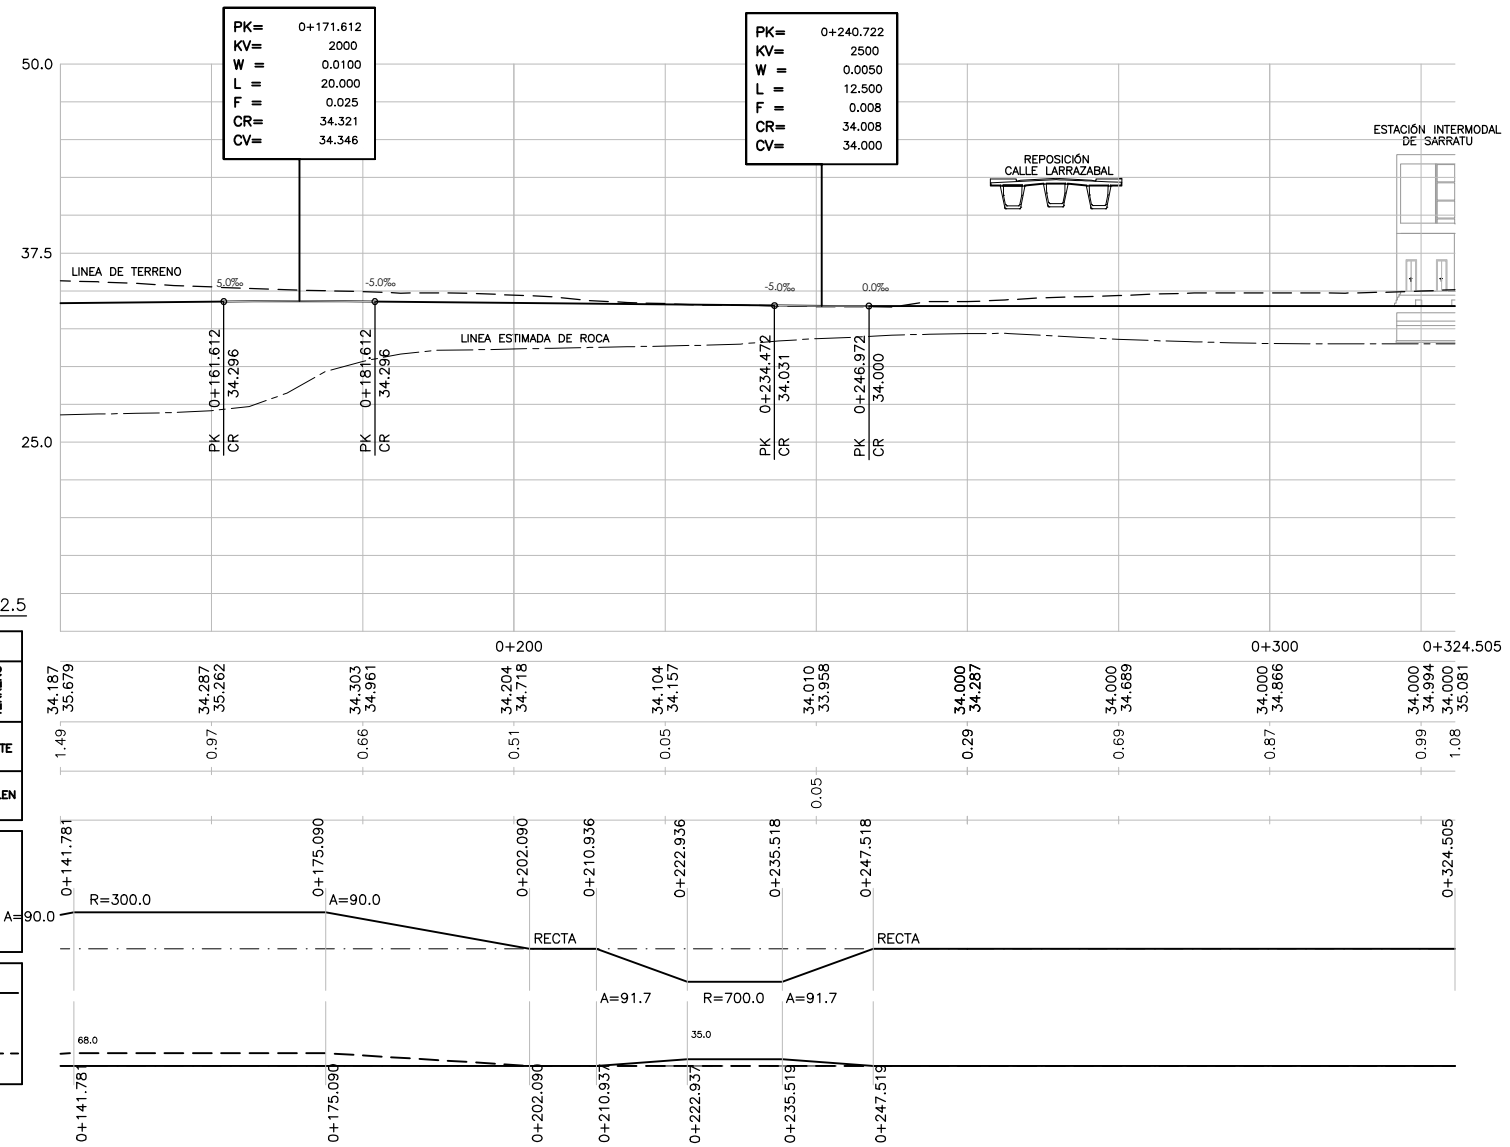 PK= 0+171.612
KV= 2000
W = 0.0100
L = 20.000
F = 0.025
CR= 34.321
CV= 34.346
PK= 0+240.722
KV= 2500
W = 0.0050
L = 12.500
F = 0.008
CR= 34.008
CV= 34.000
50.0
37.5
25.0
2.5
ESTACIÓN INTERMODAL
DE SARRATU
REPOSICIÓN
CALLE LARRAZABAL
LINEA DE TERRENO
5.0‰
-5.0‰
-5.0‰
0.0‰
LINEA ESTIMADA DE ROCA
PK 0+161.612
CR 34.296
PK 0+181.612
CR 34.296
PK 0+234.472
CR 34.031
PK 0+246.972
CR 34.000
0+200
0+300
0+324.505
34.187
35.679
34.287
35.262
34.303
34.961
34.204
34.718
34.104
34.157
34.010
33.958
34.000
34.287
34.000
34.689
34.000
34.866
34.000
34.994
34.000
35.081
TE
1.49
0.97
0.66
0.51
0.05
0.29
0.69
0.87
0.99
1.08
LEN
0.05
0+141.781
0+175.090
0+202.090
0+210.936
0+222.936
0+235.518
0+247.518
0+324.505
A=90.0
R=300.0
A=90.0
RECTA
A=91.7
R=700.0
A=91.7
RECTA
68.0
35.0
0+141.781
0+175.090
0+202.090
0+210.937
0+222.937
0+235.519
0+247.519